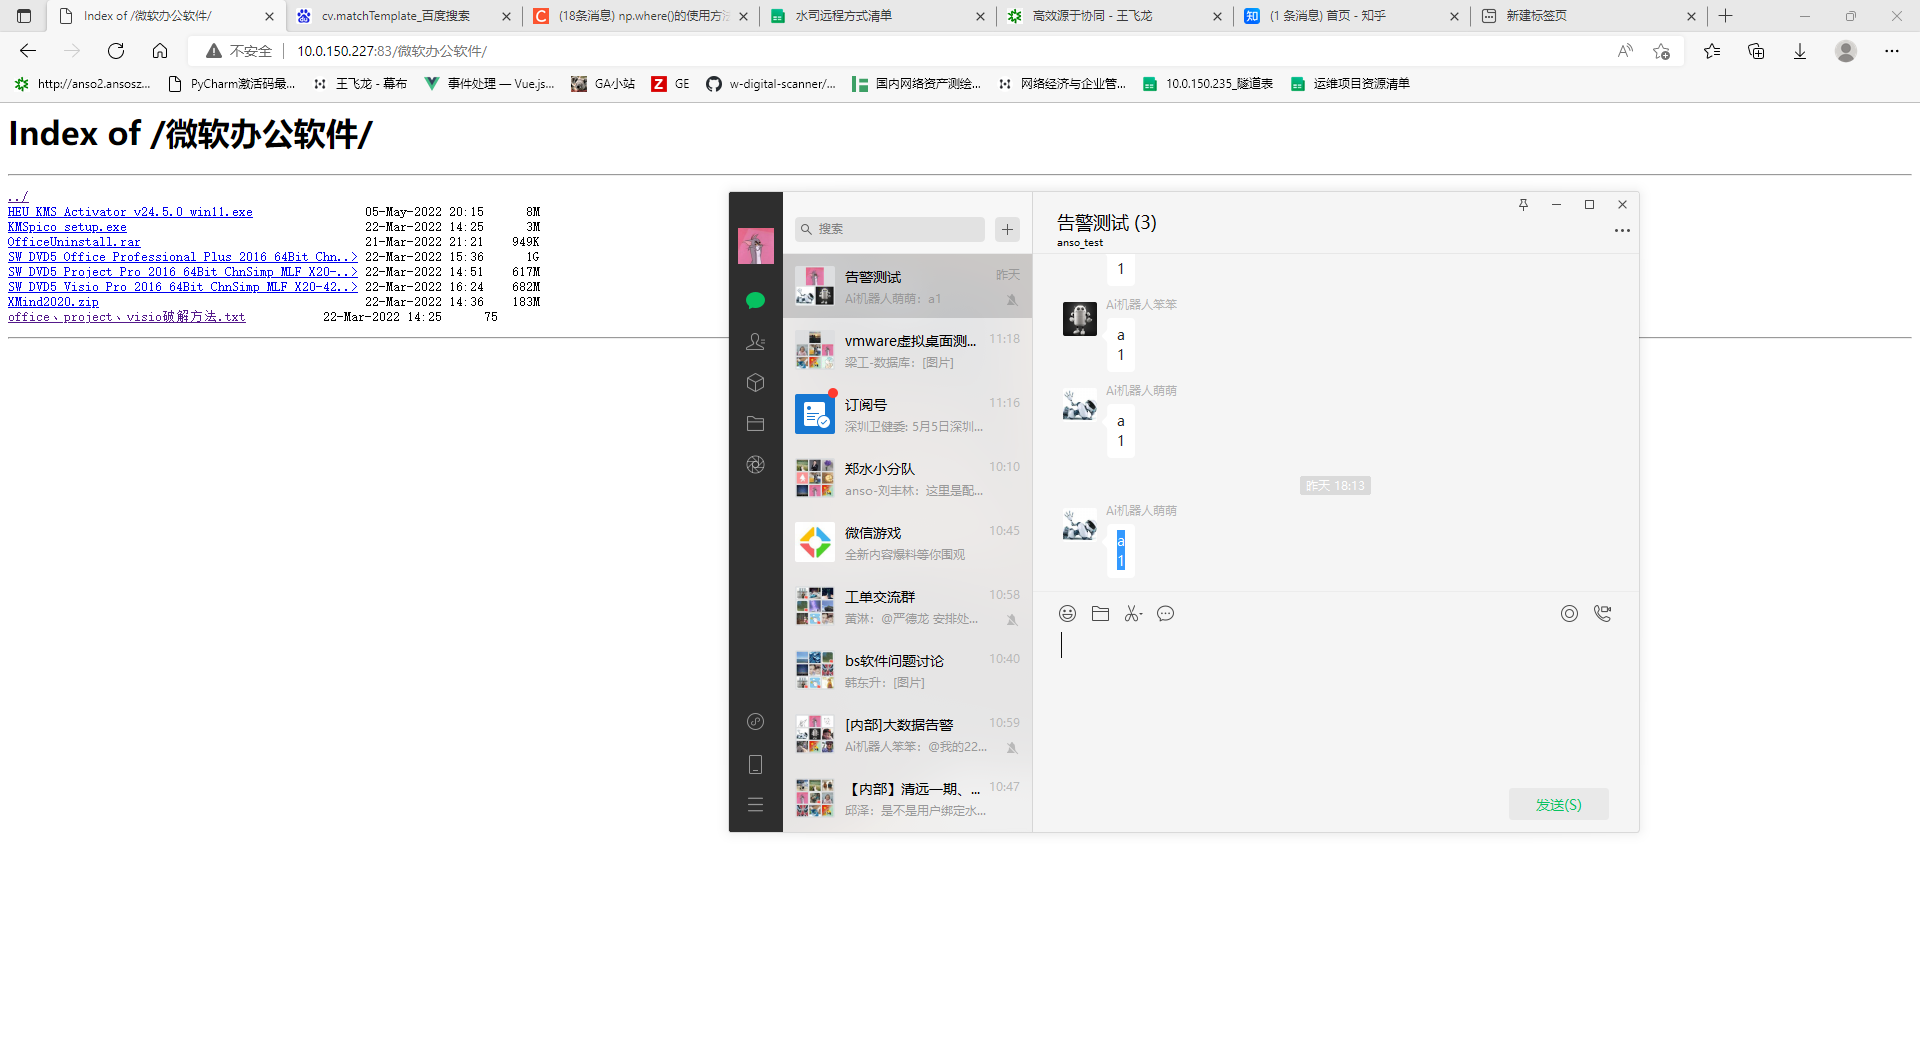 Index of /微软办公软件/
cv.matchTemplate_百度搜索
(18条消息) np.where()的使用方法
水司远程方式清单
高效源于协同 - 王飞龙
(1 条消息) 首页 - 知乎
新建标签页
不安全
10.0.150.227:83/微软办公软件/
http://anso2.ansosz...
PyCharm激活码最...
王飞龙 - 幕布
事件处理 — Vue.js...
GA小站
GE
w-digital-scanner/...
国内网络资产测绘...
网络经济与企业管...
10.0.150.235_隧道表
运维项目资源清单
Index of /微软办公软件/
../
HEU_KMS_Activator_v24.5.0_win11.exe 05-May-2022 20:15 8M
KMSpico_setup.exe 22-Mar-2022 14:25 3M
OfficeUninstall.rar 21-Mar-2022 21:21 949K
SW_DVD5_Office_Professional_Plus_2016_64Bit_Chn..> 22-Mar-2022 15:36 1G
SW_DVD5_Project_Pro_2016_64Bit_ChnSimp_MLF_X20-..> 22-Mar-2022 14:51 617M
SW_DVD5_Visio_Pro_2016_64Bit_ChnSimp_MLF_X20-42..> 22-Mar-2022 16:24 682M
XMind2020.zip 22-Mar-2022 14:36 183M
office、project、visio破解方法.txt 22-Mar-2022 14:25 75
搜索
告警测试 昨天
Ai机器人萌萌: a1
vmware虚拟桌面测... 11:18
梁工-数据库: [图片]
订阅号 11:16
深圳卫健委: 5月5日深圳...
郑水小分队 10:10
anso-刘丰林: 这里是配...
微信游戏 10:45
全新内容爆料等你围观
工单交流群 10:58
黄淋: @严德龙 安排处...
bs软件问题讨论 10:40
韩东升: [图片]
[内部]大数据告警 10:59
Ai机器人笨笨: @我的22...
【内部】清远一期、... 10:47
邱泽: 是不是用户绑定水...
告警测试 (3)
anso_test
1
Ai机器人笨笨
a
1
Ai机器人萌萌
a
1
昨天 18:13
Ai机器人萌萌
a
1
发送(S)